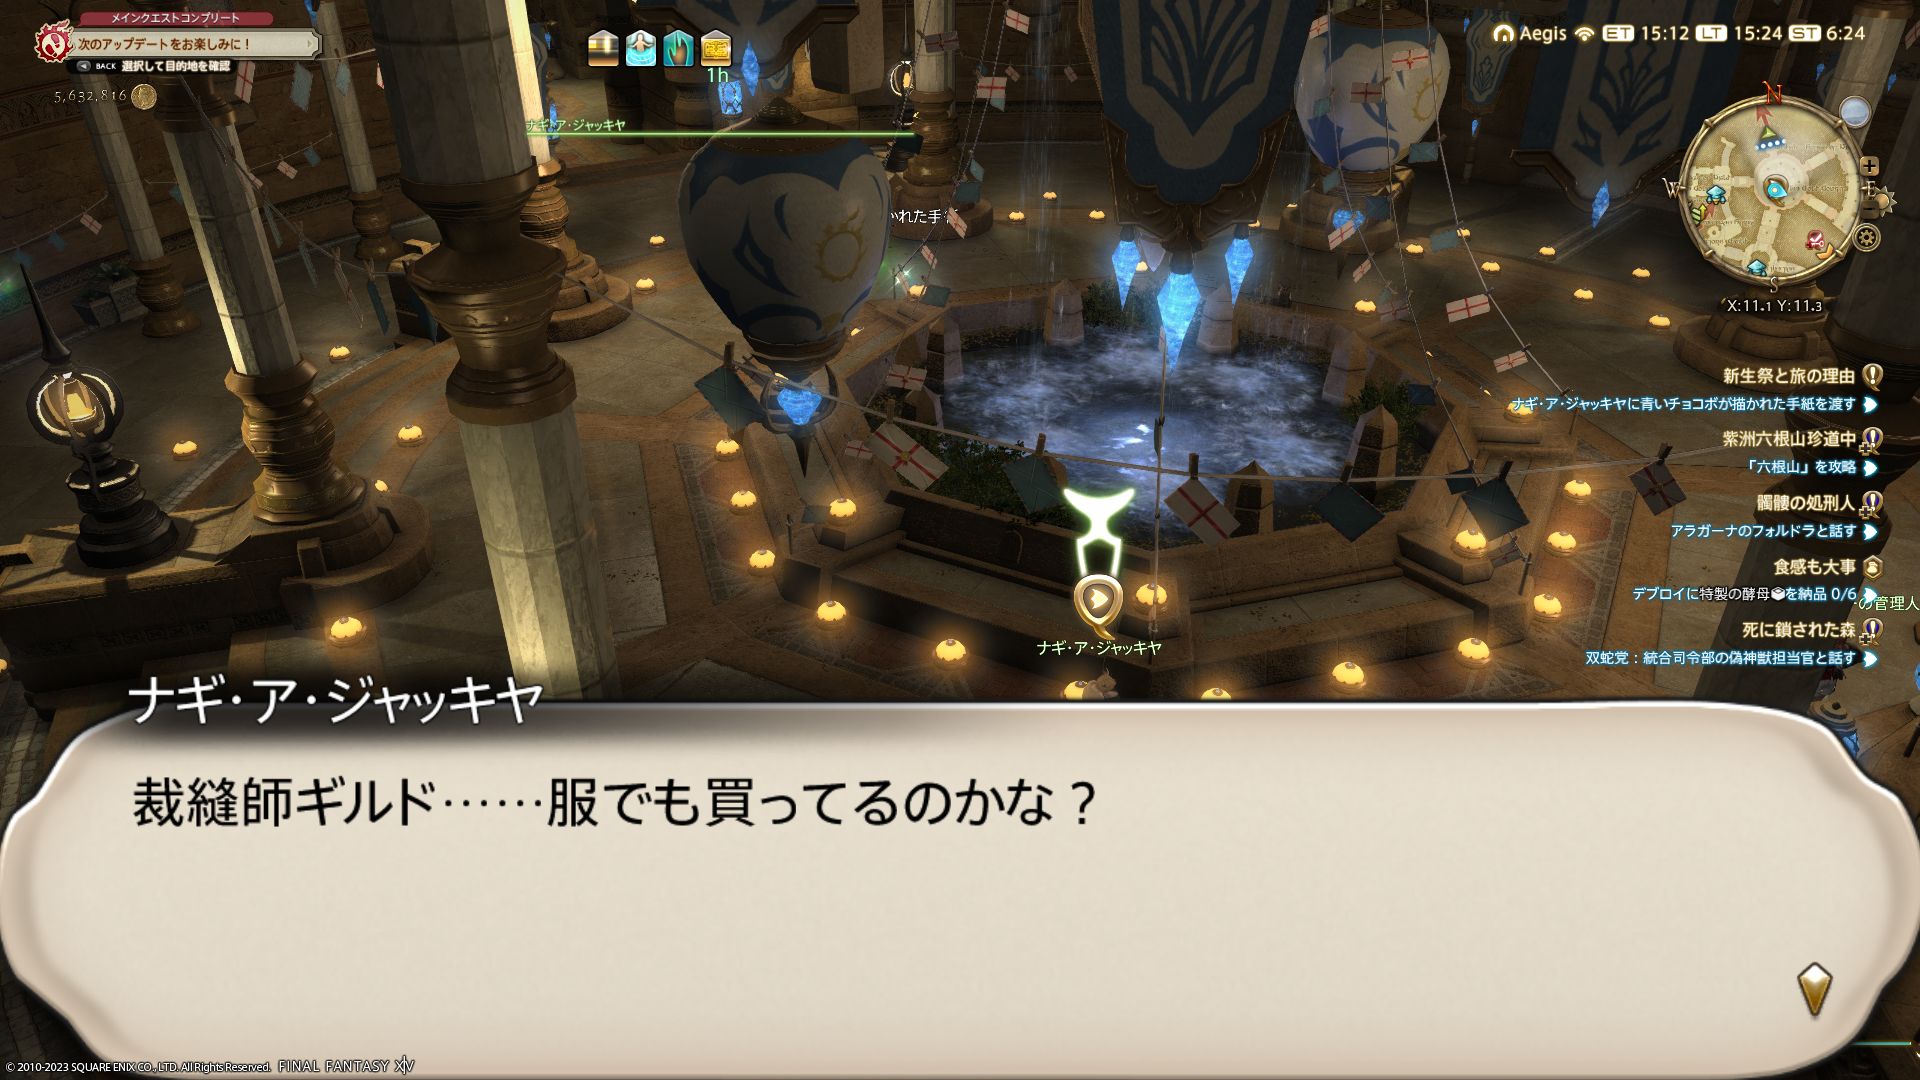 メインクエストコンプリート
次のアップデートをお楽しみに！
BACK 選択して目的地を確認
5,632,816
1h
ナギ・ア・ジャッキヤ
かれた手
Aegis ET 15:12 LT 15:24 ST 6:24
N
W
E
S
X:11.1 Y:11.3
新生祭と旅の理由
ナギ・ア・ジャッキヤに青いチョコボが描かれた手紙を渡す
紫洲六根山珍道中
「六根山」を攻略
髑髏の処刑人
アラガーナのフォルドラと話す
食感も大事
デブロイに特製の酵母を納品 0/6
の管理人
死に鎖された森
双蛇党：統合司令部の偽神獣担当官と話す
ナギ・ア・ジャッキヤ
ナギ・ア・ジャッキヤ
裁縫師ギルド……服でも買ってるのかな？
© 2010-2023 SQUARE ENIX CO., LTD. All Rights Reserved. FINAL FANTASY XIV